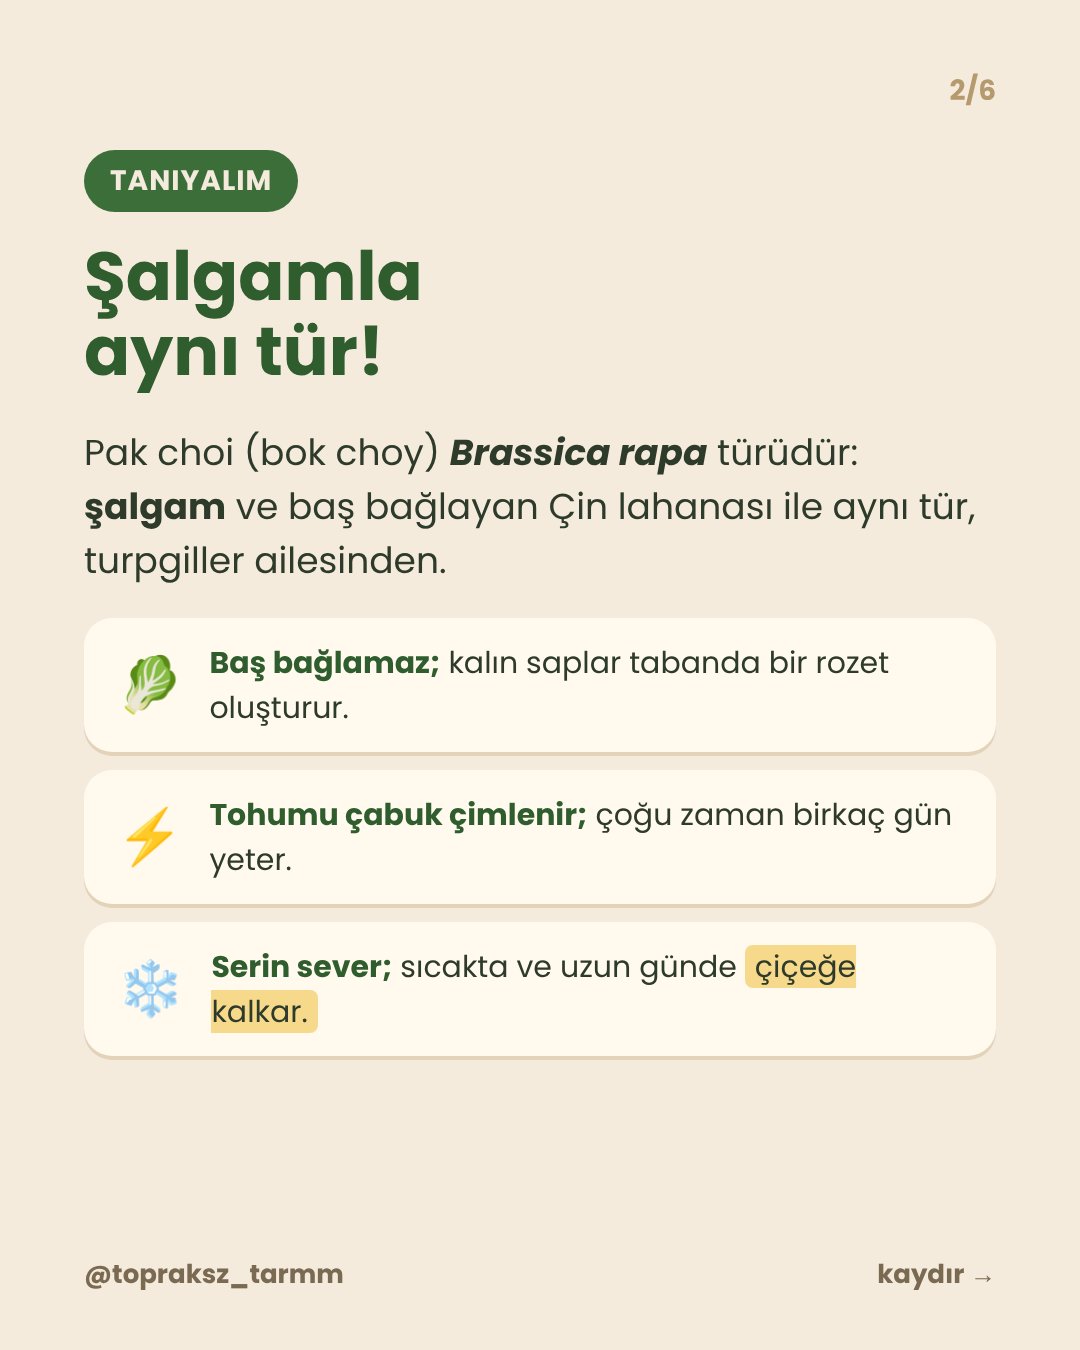 2/6
TANIYALIM
Şalgamla
aynı tür!
Pak choi (bok choy) Brassica rapa türüdür:
şalgam ve baş bağlayan Çin lahanası ile aynı tür,
turpgiller ailesinden.
Baş bağlamaz; kalın saplar tabanda bir rozet
oluşturur.
Tohumu çabuk çimlenir; çoğu zaman birkaç gün
yeter.
Serin sever; sıcakta ve uzun günde çiçeğe
kalkar.
@topraksz_tarmm
kaydır →